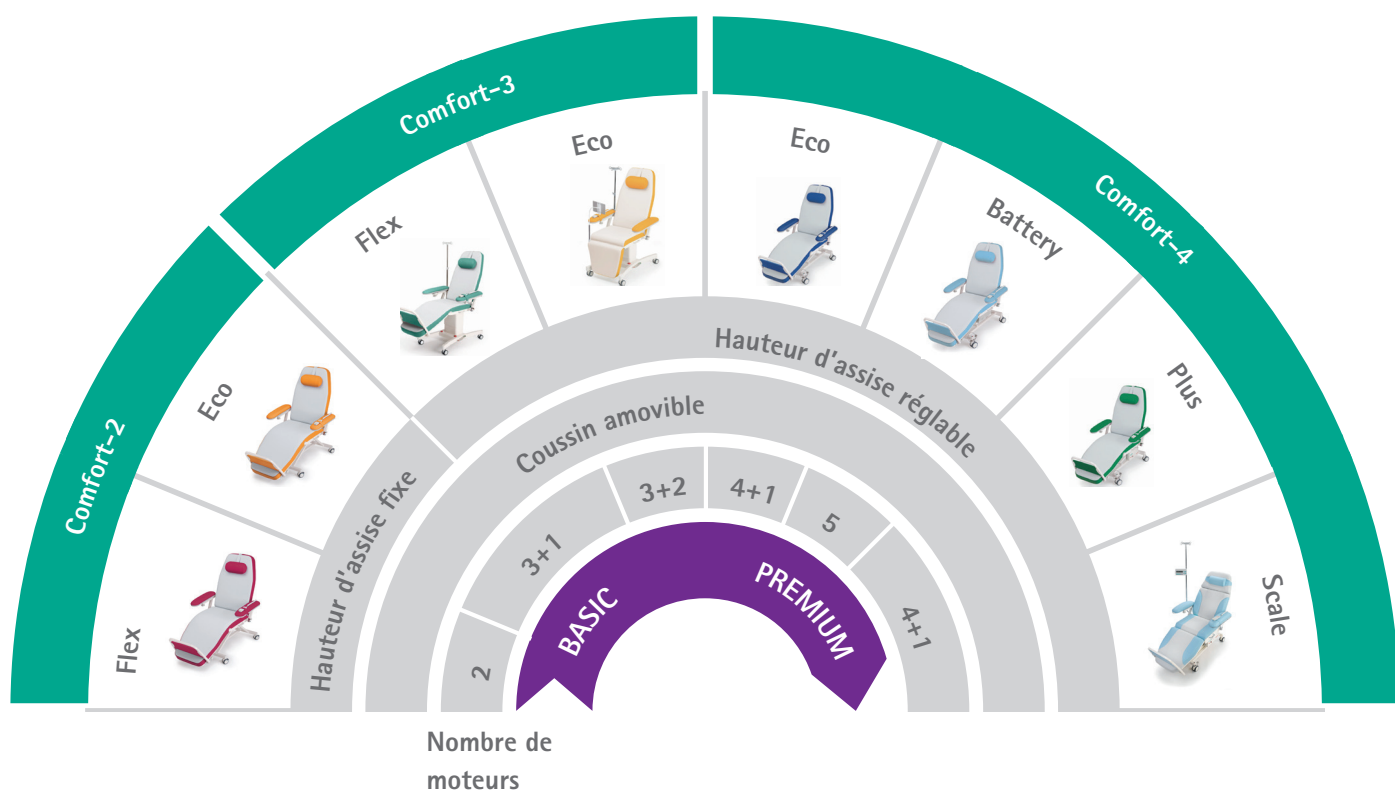 Comfort-2
Comfort-3
Comfort-4
Flex
Eco
Flex
Eco
Eco
Battery
Plus
Scale
Hauteur d'assise fixe
Hauteur d'assise réglable
Coussin amovible
2
3+1
3+2
4+1
5
4+1
BASIC
PREMIUM
Nombre de
moteurs